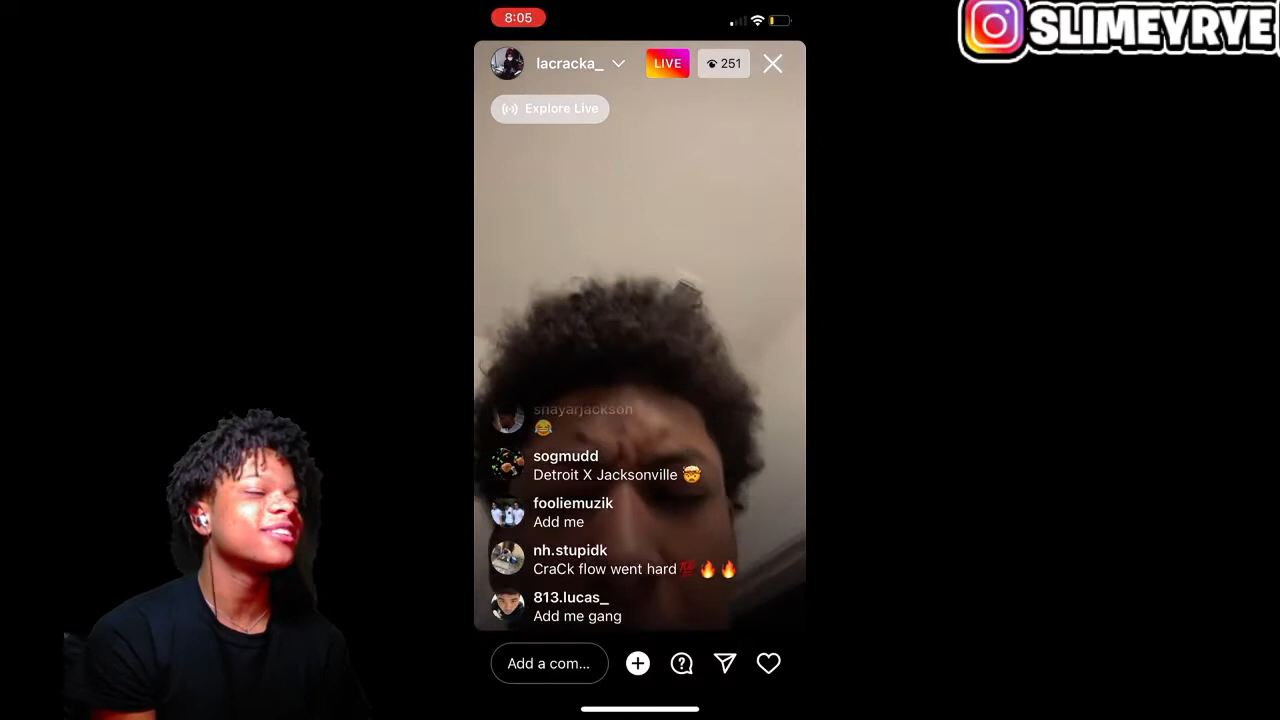 SLIMEYRYE
8:05
lacracka_
LIVE
251
Explore Live
shayarjackson
😂
sogmudd
Detroit X Jacksonville 🤯
fooliemuzik
Add me
nh.stupidk
CraCk flow went hard 💯🔥🔥
813.lucas_
Add me gang
Add a com...